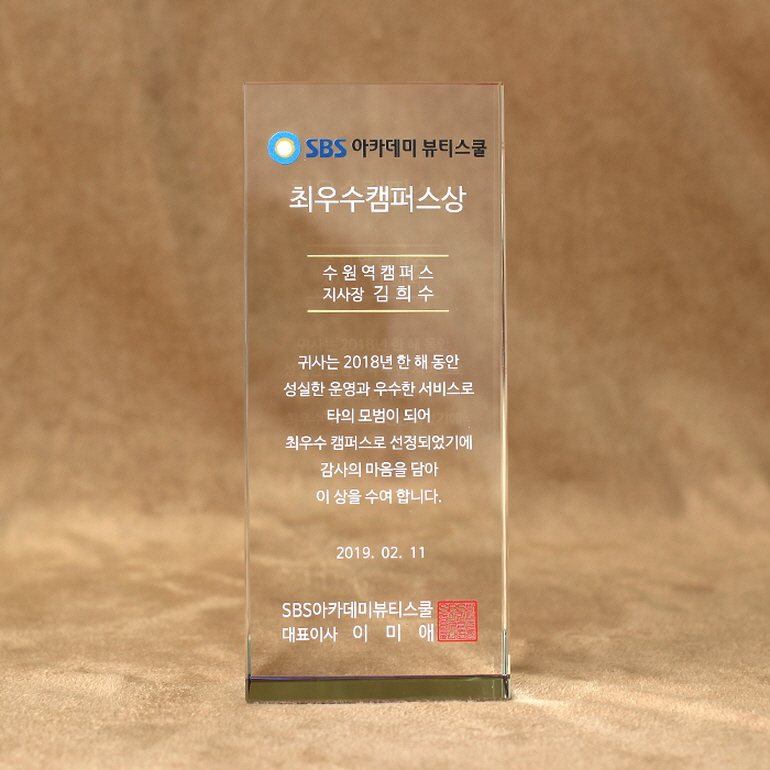 SBS 아카데미 뷰티스쿨
최우수캠퍼스상
수원역캠퍼스
지사장 김희수
귀사는 2018년 한 해 동안
성실한 운영과 우수한 서비스로
타의 모범이 되어
최우수 캠퍼스로 선정되었기에
감사의 마음을 담아
이 상을 수여 합니다.
2019. 02. 11
SBS아카데미뷰티스쿨
대표이사 이미애